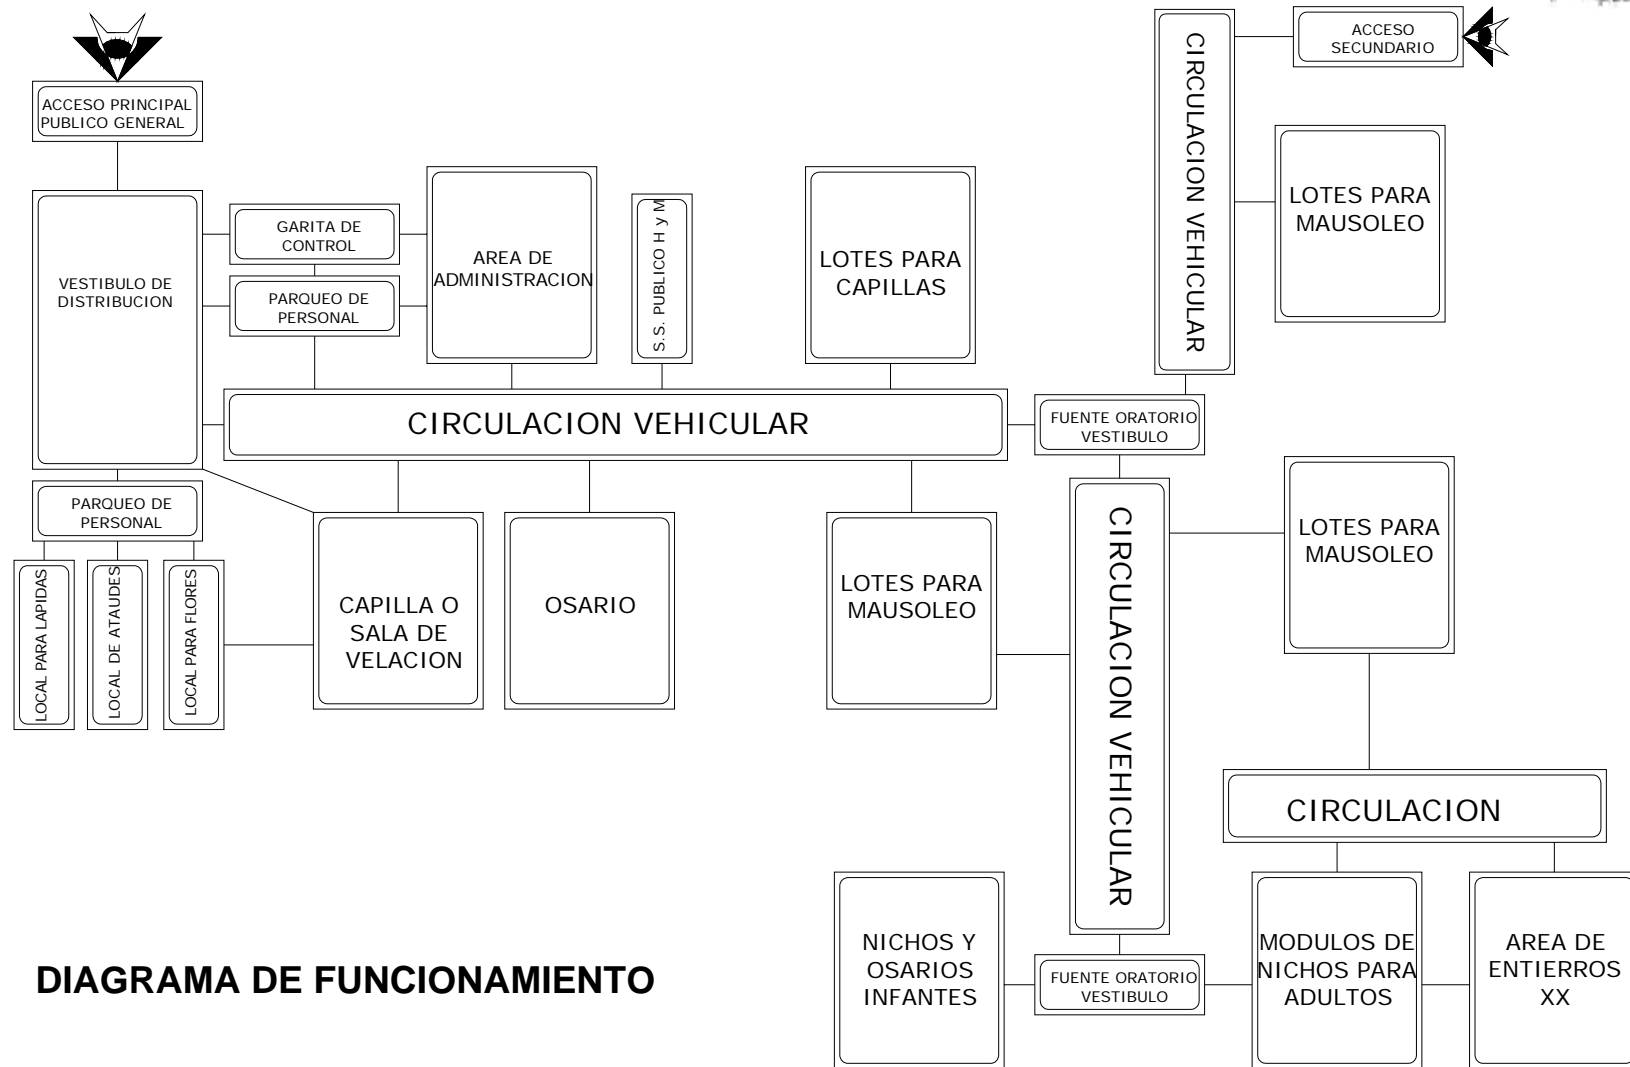 ACCESO PRINCIPAL
PUBLICO GENERAL
VESTIBULO DE
DISTRIBUCION
GARITA DE
CONTROL
PARQUEO DE
PERSONAL
AREA DE
ADMINISTRACION
S.S. PUBLICO H y M
LOTES PARA
CAPILLAS
CIRCULACION VEHICULAR
ACCESO
SECUNDARIO
LOTES PARA
MAUSOLEO
CIRCULACION VEHICULAR
FUENTE ORATORIO
VESTIBULO
PARQUEO DE
PERSONAL
LOCAL PARA LAPIDAS
LOCAL DE ATAUDES
LOCAL PARA FLORES
CAPILLA O
SALA DE
VELACION
OSARIO
LOTES PARA
MAUSOLEO
CIRCULACION VEHICULAR
LOTES PARA
MAUSOLEO
CIRCULACION
NICHOS Y
OSARIOS
INFANTES
FUENTE ORATORIO
VESTIBULO
MODULOS DE
NICHOS PARA
ADULTOS
AREA DE
ENTIERROS
XX
DIAGRAMA DE FUNCIONAMIENTO